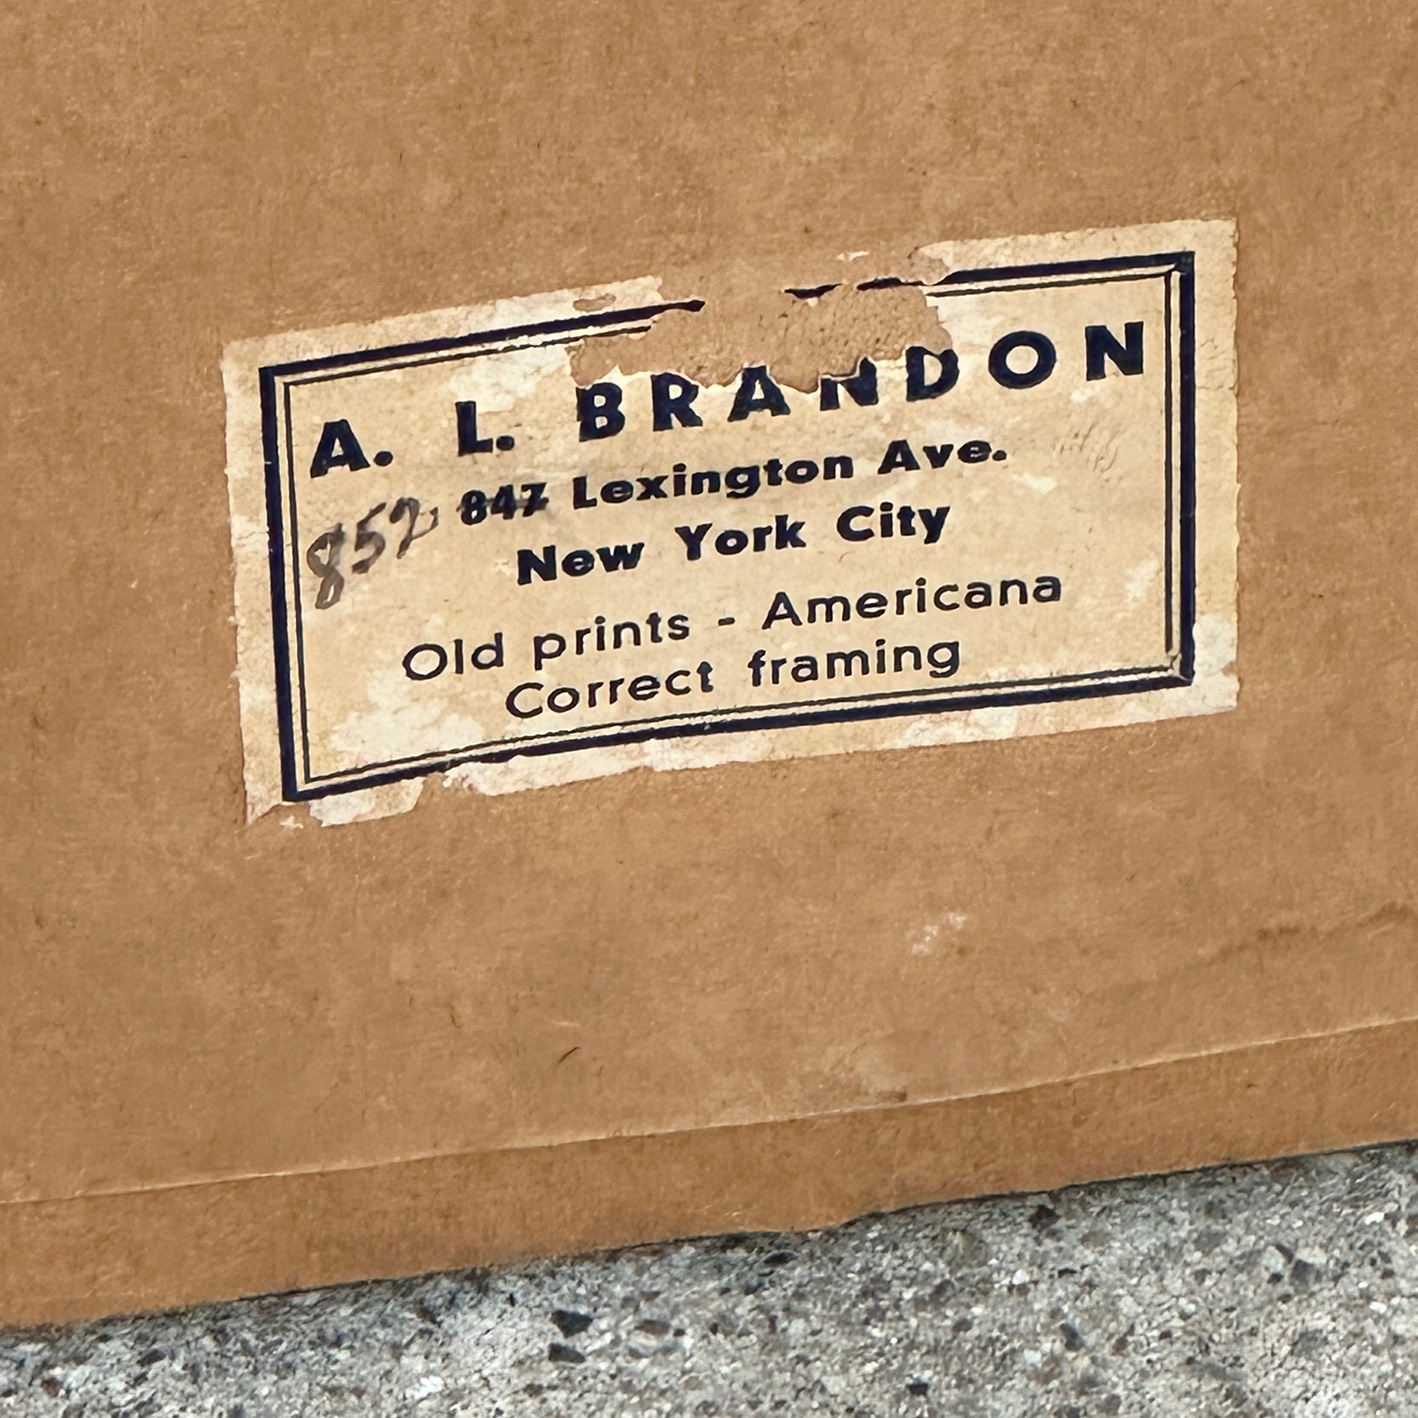 A. L. BRANDON
852 847 Lexington Ave.
New York City
Old prints - Americana
Correct framing